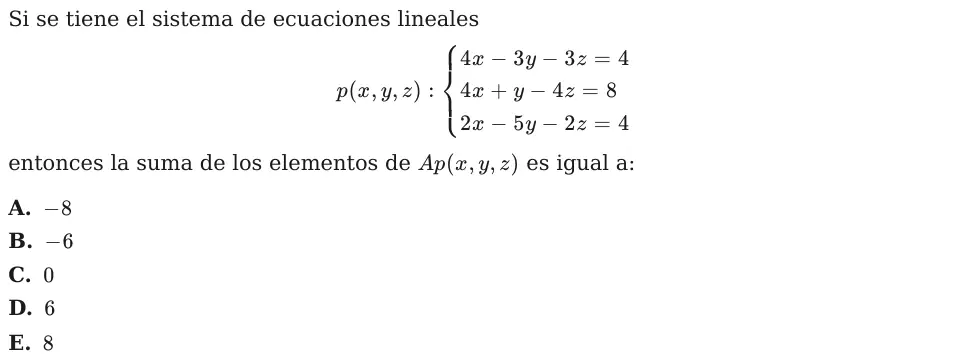 Si se tiene el sistema de ecuaciones lineales
4x − 3y − 3z = 4
p(x, y, z) : { 4x + y − 4z = 8
2x − 5y − 2z = 4
entonces la suma de los elementos de Ap(x, y, z) es igual a:
A. −8
B. −6
C. 0
D. 6
E. 8